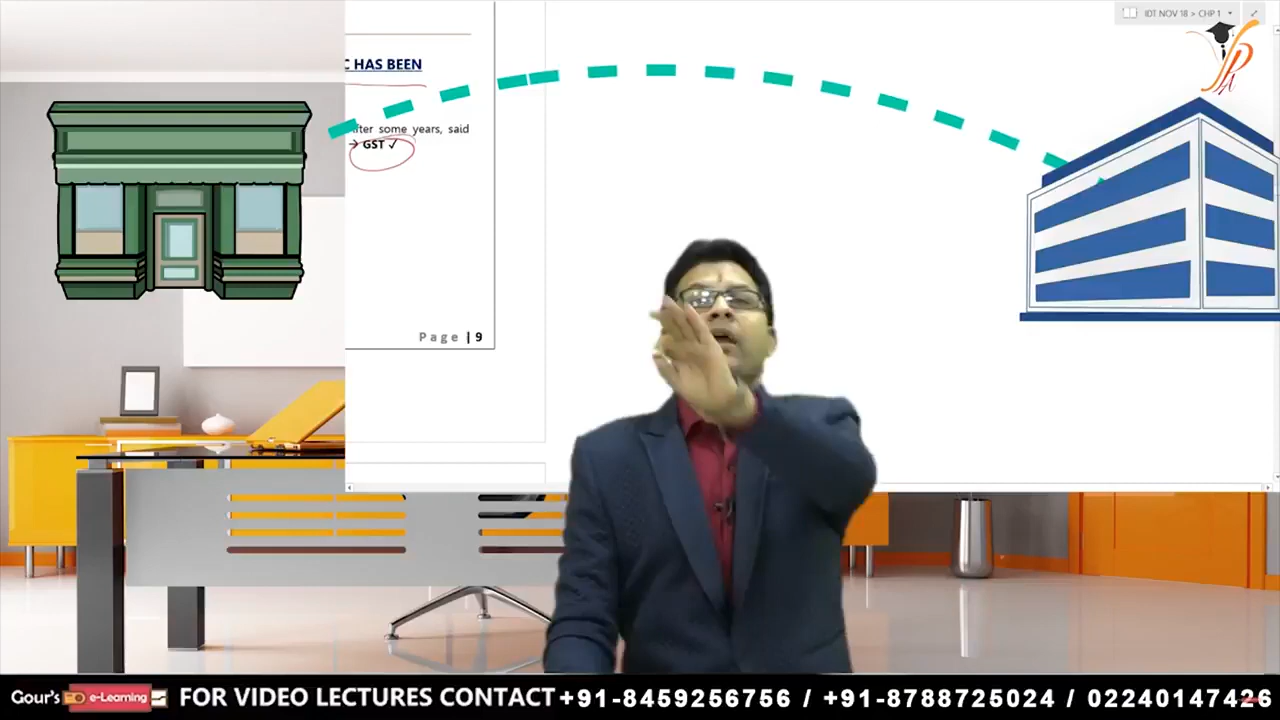 IDT NOV 18 > CHP 1
C HAS BEEN
fter some years, said
→ GST ✓
Page | 9
Gour's e-Learning FOR VIDEO LECTURES CONTACT +91-8459256756 / +91-8788725024 / 02240147426